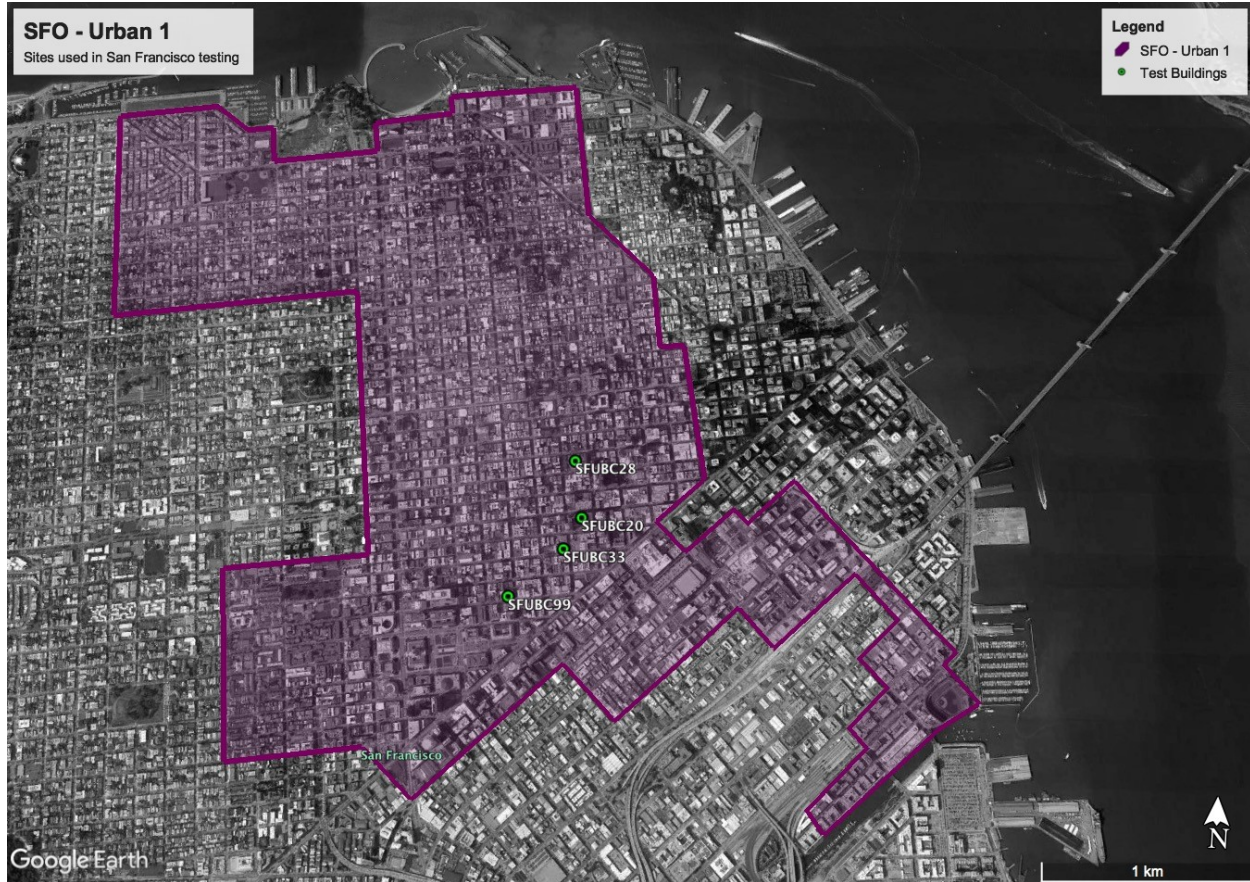 SFO - Urban 1
Sites used in San Francisco testing
Legend
SFO - Urban 1
Test Buildings
SFUBC28
SFUBC20
SFUBC33
SFUBC99
San Francisco
Google Earth
N
1 km